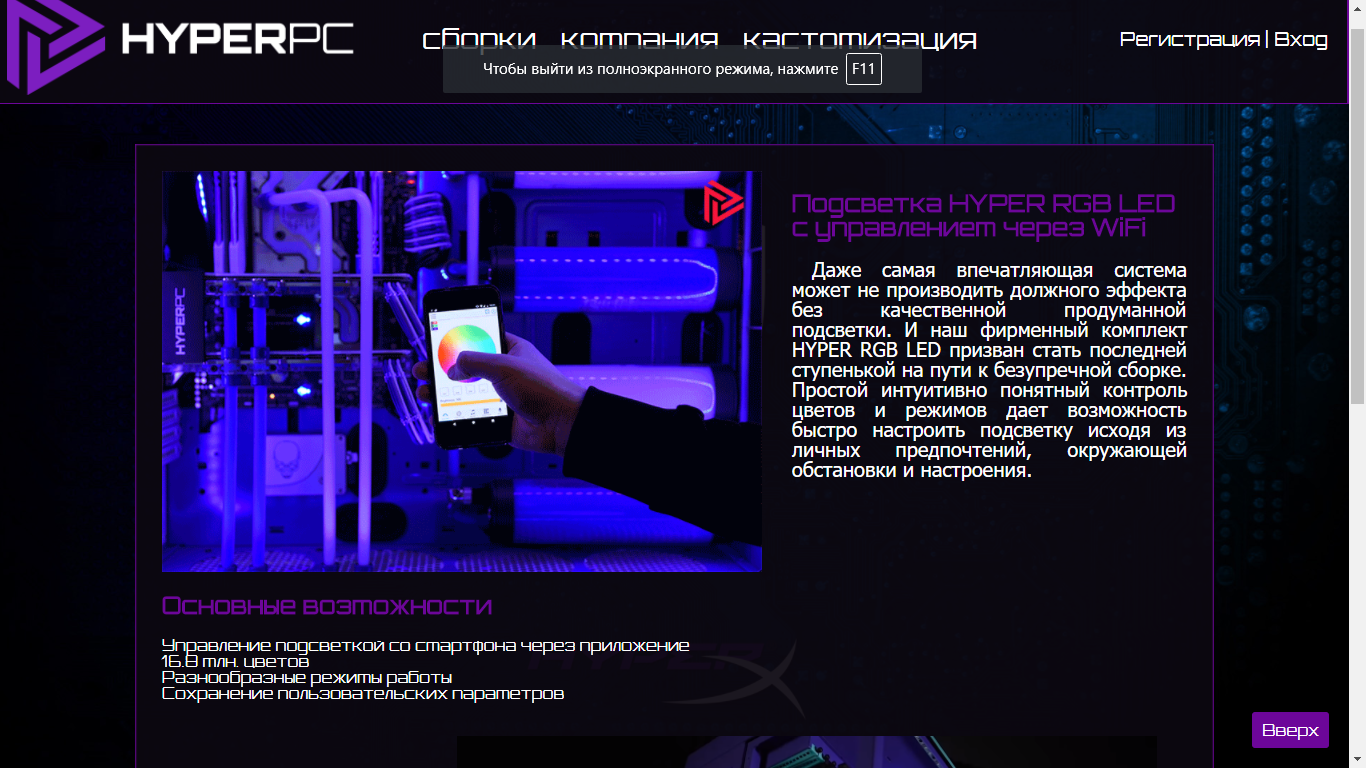 HYPERPC
сборки компания кастомизация
Регистрация | Вход
Чтобы выйти из полноэкранного режима, нажмите F11
HYPERPC
Подсветка HYPER RGB LED
с управлением через WiFi
Даже самая впечатляющая система
может не производить должного эффекта
без качественной продуманной
подсветки. И наш фирменный комплект
HYPER RGB LED призван стать последней
ступенькой на пути к безупречной сборке.
Простой интуитивно понятный контроль
цветов и режимов дает возможность
быстро настроить подсветку исходя из
личных предпочтений, окружающей
обстановки и настроения.
Основные возможности
Управление подсветкой со смартфона через приложение
16.8 млн. цветов
Разнообразные режимы работы
Сохранение пользовательских параметров
HYPERX
Вверх